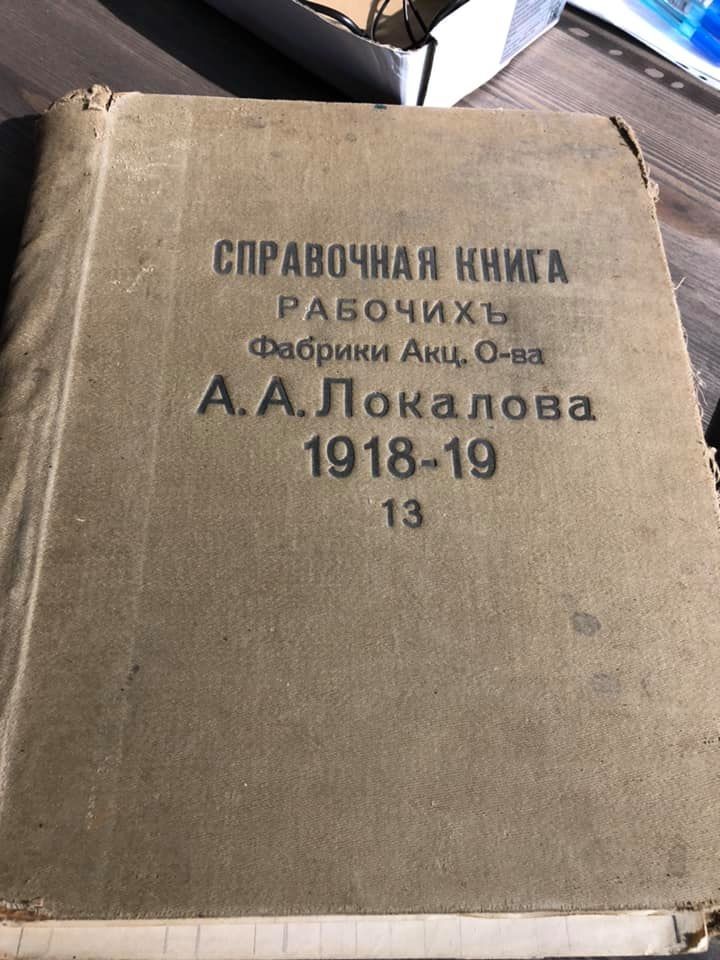 СПРАВОЧНАЯ КНИГА
РАБОЧИХЪ
Фабрики Акц. О-ва
А. А. Локалова
1918-19
13